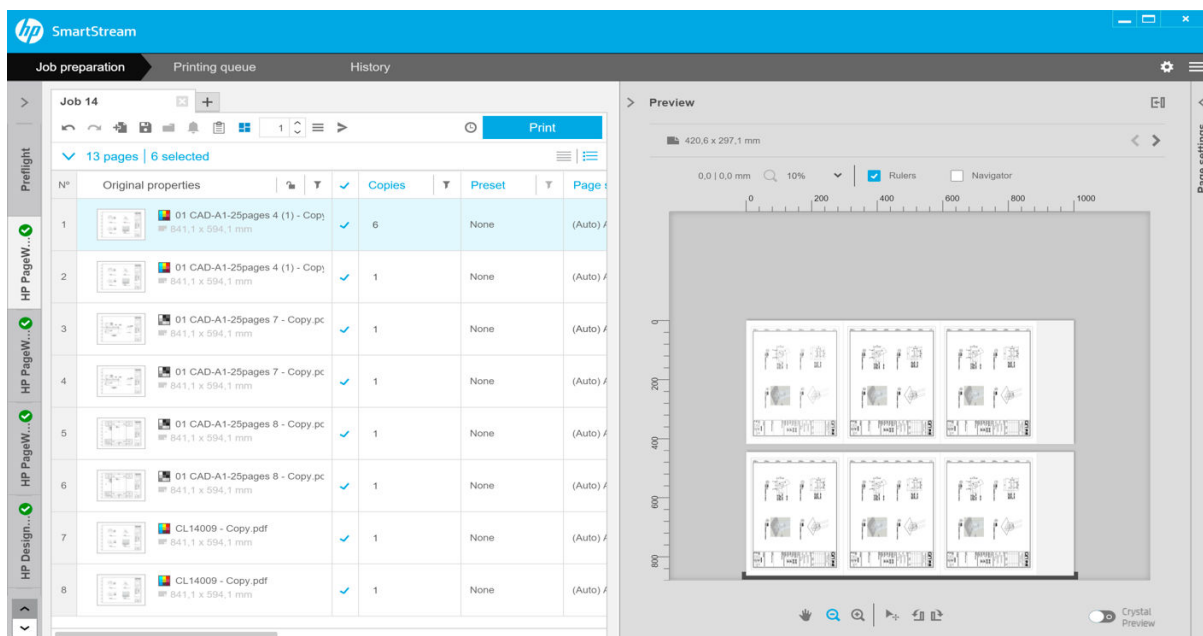 hp SmartStream
Job preparation Printing queue History
Job 14
1 Print
13 pages 6 selected
Nº Original properties Copies Preset Page s
1 01 CAD-A1-25pages 4 (1) - Copy 6 None (Auto) A
841,1 x 594,1 mm
2 01 CAD-A1-25pages 4 (1) - Copy 1 None (Auto) A
841,1 x 594,1 mm
3 01 CAD-A1-25pages 7 - Copy.pd 1 None (Auto) A
841,1 x 594,1 mm
4 01 CAD-A1-25pages 7 - Copy.pd 1 None (Auto) A
841,1 x 594,1 mm
5 01 CAD-A1-25pages 8 - Copy.pd 1 None (Auto) A
841,1 x 594,1 mm
6 01 CAD-A1-25pages 8 - Copy.pd 1 None (Auto) A
841,1 x 594,1 mm
7 CL14009 - Copy.pdf 1 None (Auto) A
841,1 x 594,1 mm
8 CL14009 - Copy.pdf 1 None (Auto) A
841,1 x 594,1 mm
Preflight
HP PageW...
HP PageW...
HP PageW...
HP Design...
Preview
420,6 x 297,1 mm
0,0 | 0,0 mm 10% Rulers Navigator
0 200 400 600 800 1000
0
200
400
600
800
Crystal
Preview
Page settings